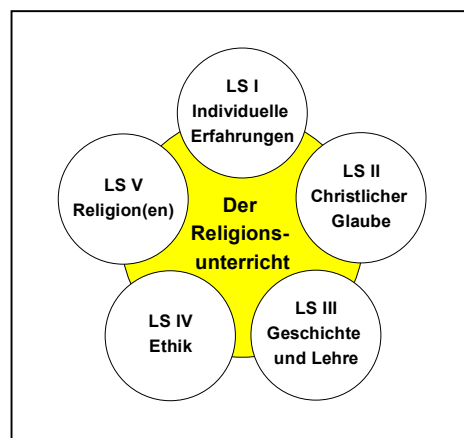 LS I
Individuelle
Erfahrungen
LS II
Christlicher
Glaube
LS III
Geschichte
und Lehre
LS IV
Ethik
LS V
Religion(en)
Der
Religions-
unterricht